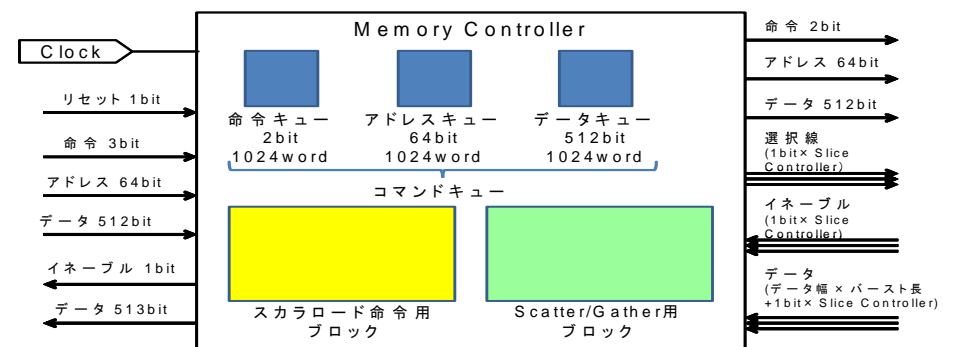 Memory Controller
Clock
リセット 1bit
命令 3bit
アドレス 64bit
データ 512bit
イネーブル 1bit
データ 513bit
命令キュー
2bit
1024word
アドレスキュー
64bit
1024word
データキュー
512bit
1024word
コマンドキュー
スカラロード命令用
ブロック
Scatter/Gather用
ブロック
命令 2bit
アドレス 64bit
データ 512bit
選択線
(1bit× Slice
Controller)
イネーブル
(1bit× Slice
Controller)
データ
(データ幅 × バースト長
+1bit× Slice Controller)